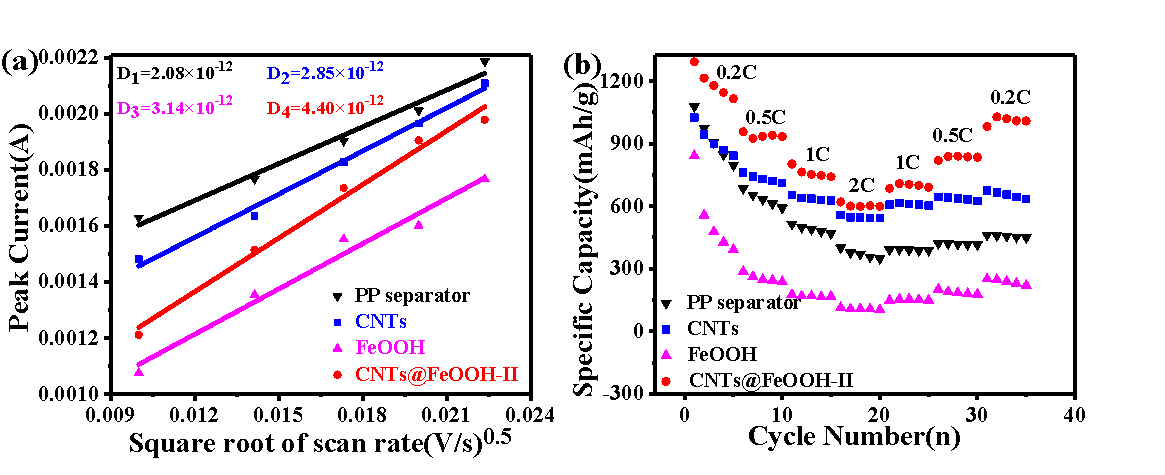 (a)
0.0022
0.0020
0.0018
0.0016
0.0014
0.0012
0.0010
Peak Current(A)
D1=2.08×10-12
D2=2.85×10-12
D3=3.14×10-12
D4=4.40×10-12
PP separator
CNTs
FeOOH
CNTs@FeOOH-II
0.009 0.012 0.015 0.018 0.021 0.024
Square root of scan rate(V/s)0.5
(b)
1200
900
600
300
0
-300
Specific Capacity(mAh/g)
0.2C
0.5C
1C
2C
1C
0.5C
0.2C
PP separator
CNTs
FeOOH
CNTs@FeOOH-II
0 10 20 30 40
Cycle Number(n)